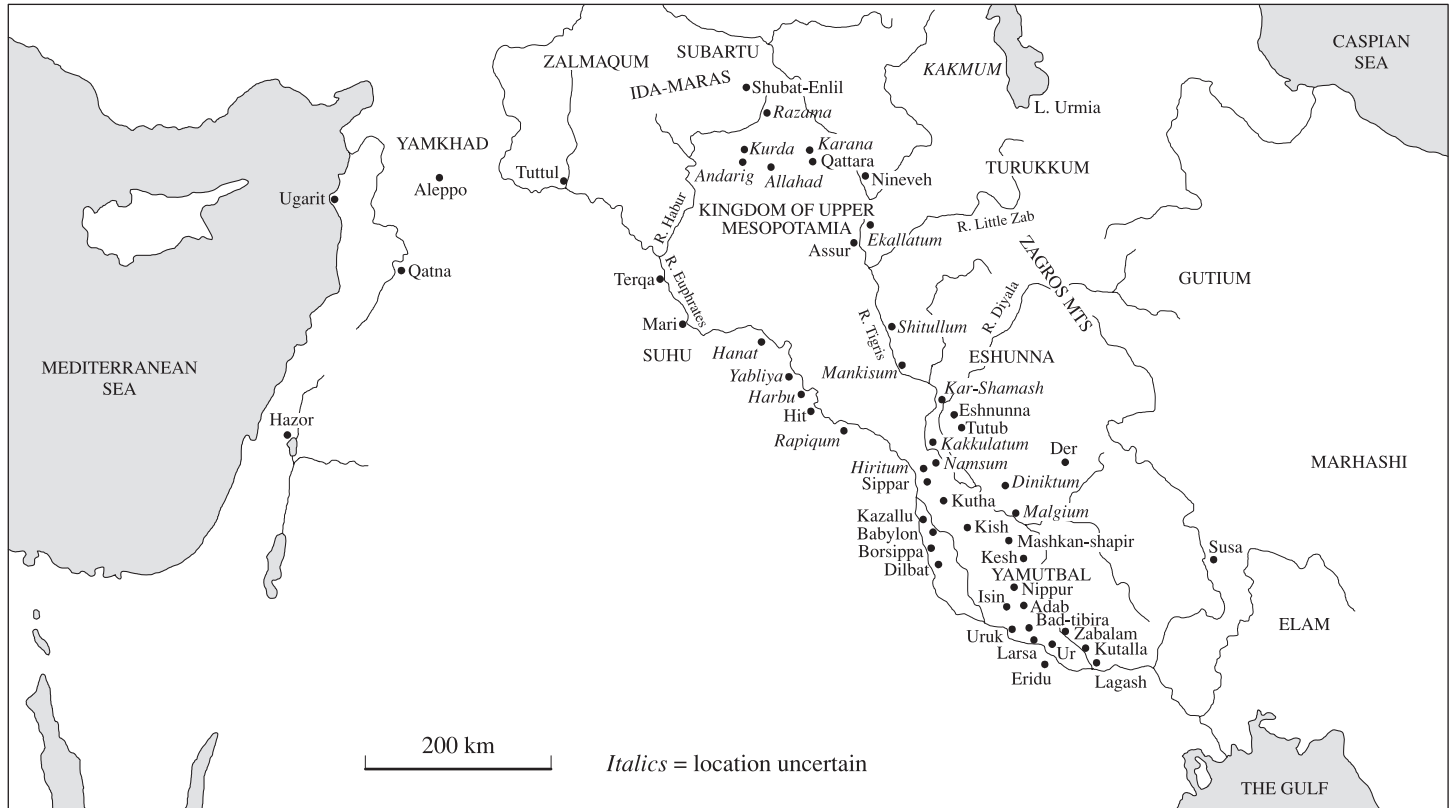 CASPIAN
SEA
SUBARTU
ZALMAQUM
KAKMUM
IDA-MARAS
Shubat-Enlil
L. Urmia
Razama
YAMKHAD
Kurda
Karana
Qattara
TURUKKUM
Tuttul
Andarig
Allahad
Nineveh
Aleppo
Ugarit
R. Habur
KINGDOM OF UPPER
MESOPOTAMIA
R. Little Zab
Ekallatum
Assur
ZAGROS MTS
Qatna
Terqa
R. Euphrates
GUTIUM
R. Diyala
Mari
R. Tigris
Shitullum
SUHU
Hanat
ESHUNNA
MEDITERRANEAN
SEA
Yabliya
Mankisum
Kar-Shamash
Harbu
Hit
Eshnunna
Hazor
Tutub
Rapiqum
Kakkulatum
Der
MARHASHI
Hiritum
Namsum
Sippar
Diniktum
Kutha
Malgium
Kazallu
Kish
Babylon
Mashkan-shapir
Borsippa
Kesh
Susa
Dilbat
YAMUTBAL
Nippur
Isin
Adab
Bad-tibira
ELAM
Uruk
Zabalam
Larsa
Ur
Kutalla
Eridu
Lagash
200 km
Italics = location uncertain
THE GULF